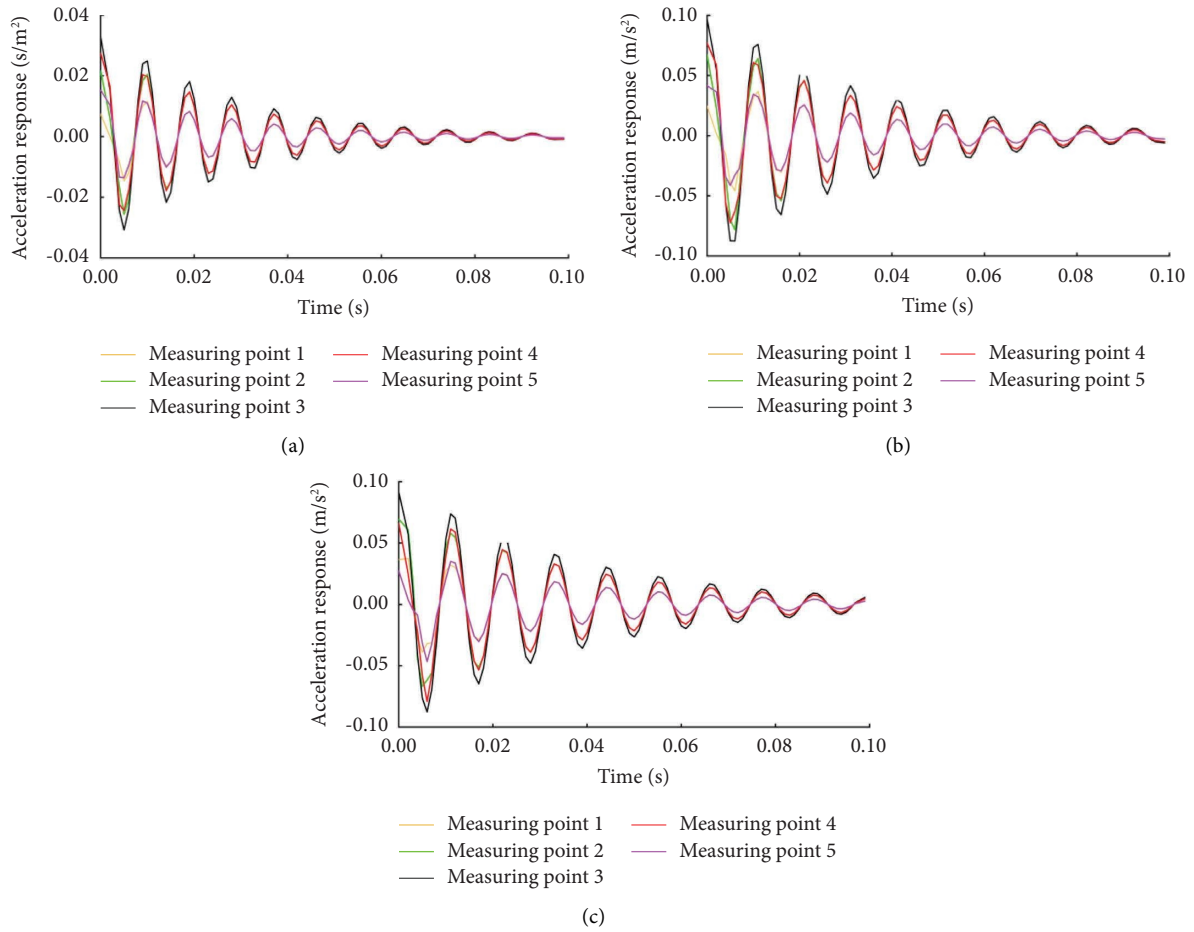 Acceleration response (s/m²)
0.04
0.02
0.00
-0.02
-0.04
0.00 0.02 0.04 0.06 0.08 0.10
Time (s)
Measuring point 1
Measuring point 2
Measuring point 3
Measuring point 4
Measuring point 5
(a)
Acceleration response (m/s²)
0.10
0.05
0.00
-0.05
-0.10
0.00 0.02 0.04 0.06 0.08 0.10
Time (s)
Measuring point 1
Measuring point 2
Measuring point 3
Measuring point 4
Measuring point 5
(b)
Acceleration response (m/s²)
0.10
0.05
0.00
-0.05
-0.10
0.00 0.02 0.04 0.06 0.08 0.10
Time (s)
Measuring point 1
Measuring point 2
Measuring point 3
Measuring point 4
Measuring point 5
(c)